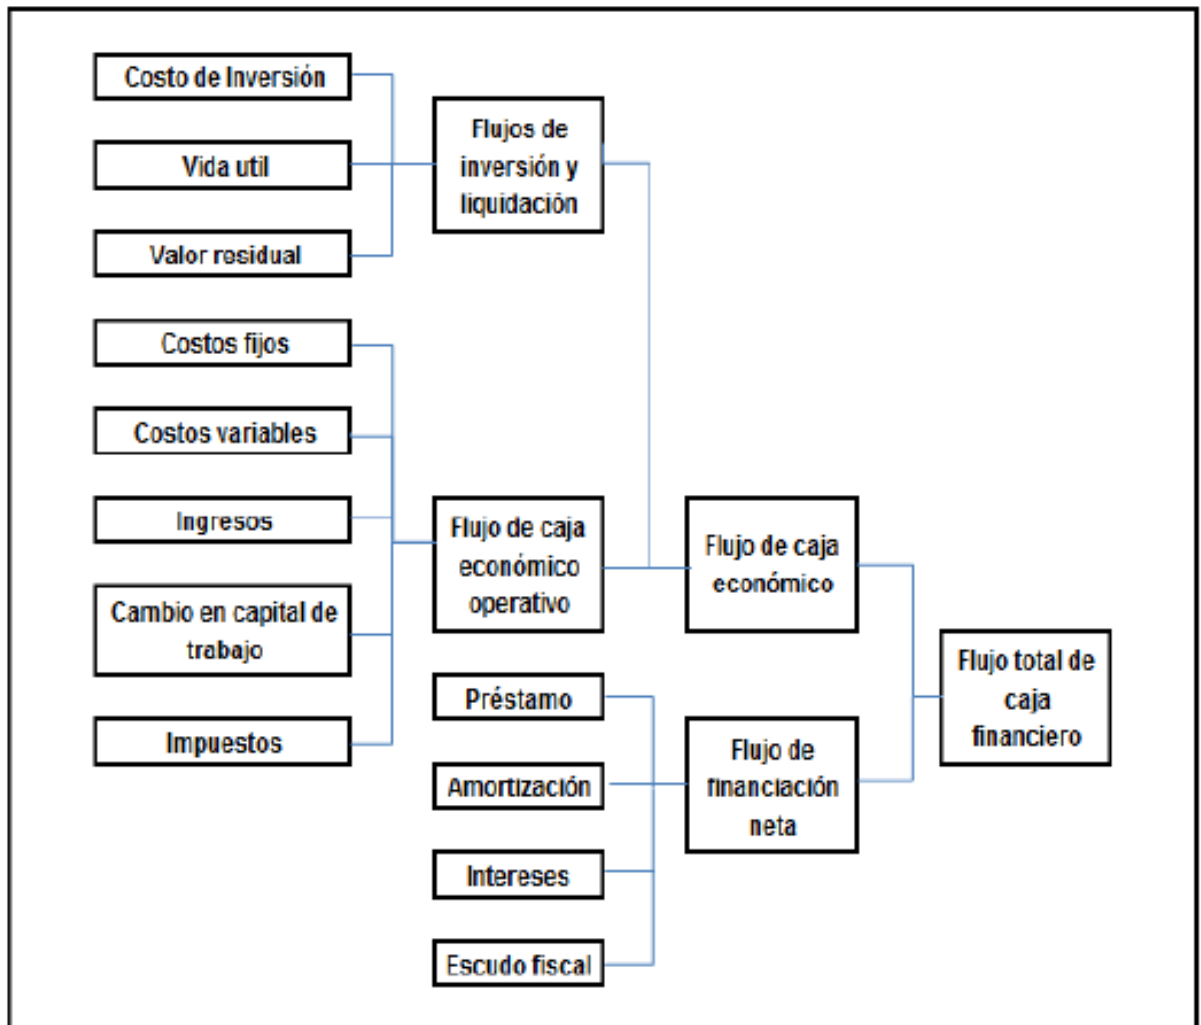 Costo de Inversión
Vida util
Valor residual
Flujos de
inversión y
liquidación
Costos fijos
Costos variables
Ingresos
Cambio en capital de
trabajo
Impuestos
Flujo de caja
económico
operativo
Flujo de caja
económico
Préstamo
Amortización
Intereses
Escudo fiscal
Flujo de
financiación
neta
Flujo total de
caja
financiero